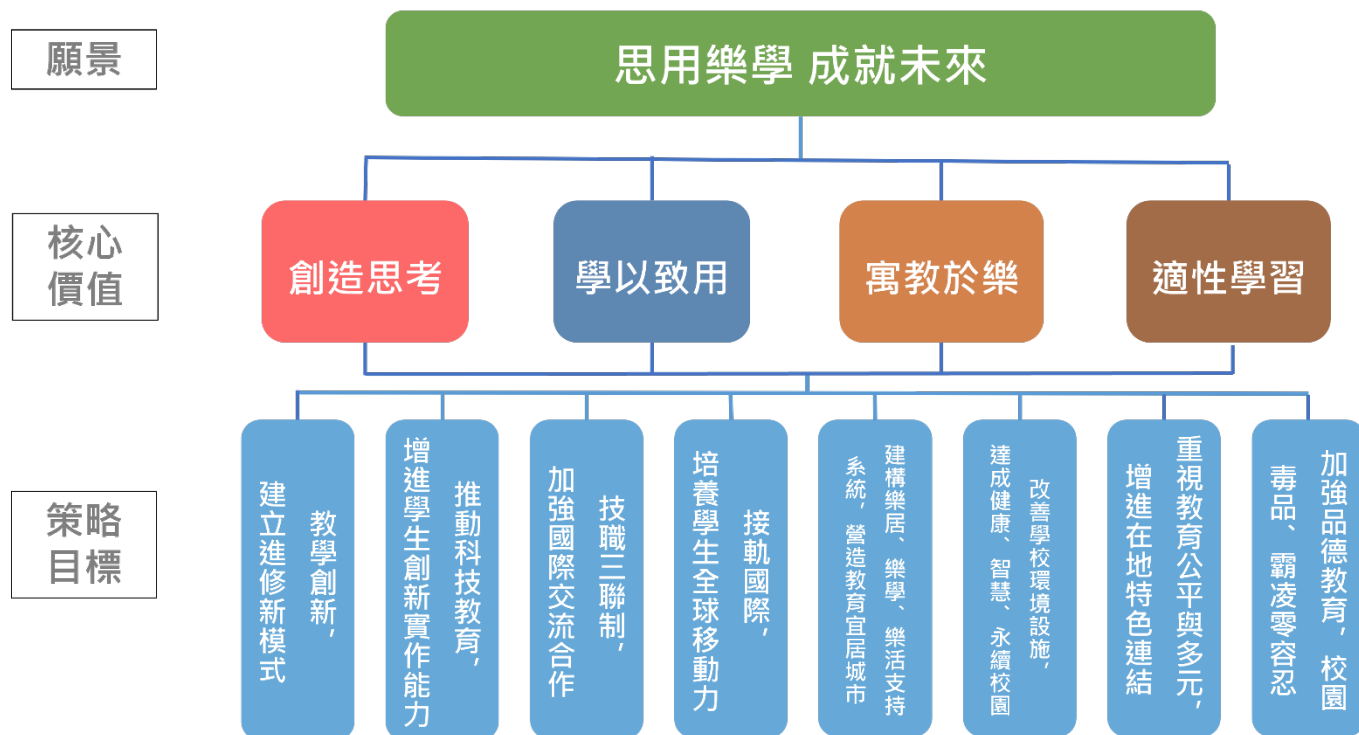 願景
思用樂學 成就未來
核心
價值
創造思考
學以致用
寓教於樂
適性學習
策略
目標
教學創新，
建立進修新模式
推動科技教育，
增進學生創新實作能力
技職三聯制，
加強國際交流合作
接軌國際，
培養學生全球移動力
建構樂居、樂學、樂活支持
系統，營造教育宜居城市
改善學校環境設施，
達成健康、智慧、永續校園
重視教育公平與多元，
增進在地特色連結
加強品德教育，校園
毒品、霸凌零容忍